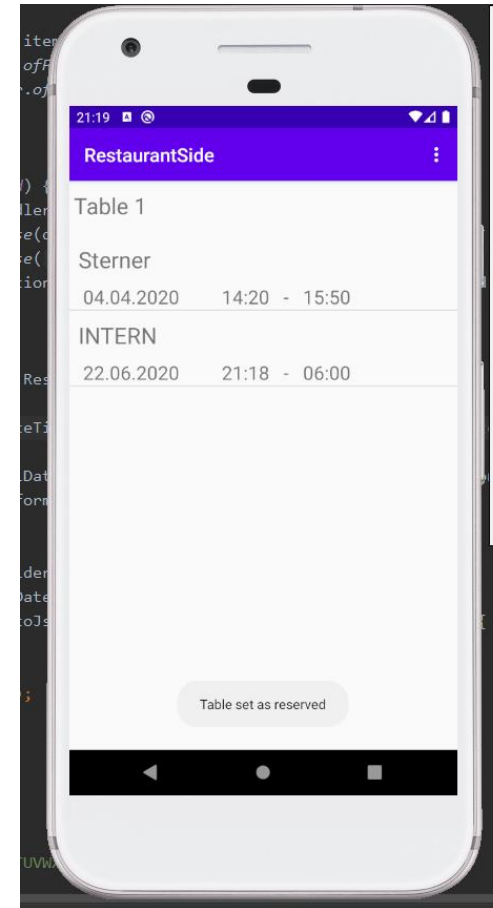 21:19
RestaurantSide
Table 1
Sterner
04.04.2020 14:20 - 15:50
INTERN
22.06.2020 21:18 - 06:00
Table set as reserved